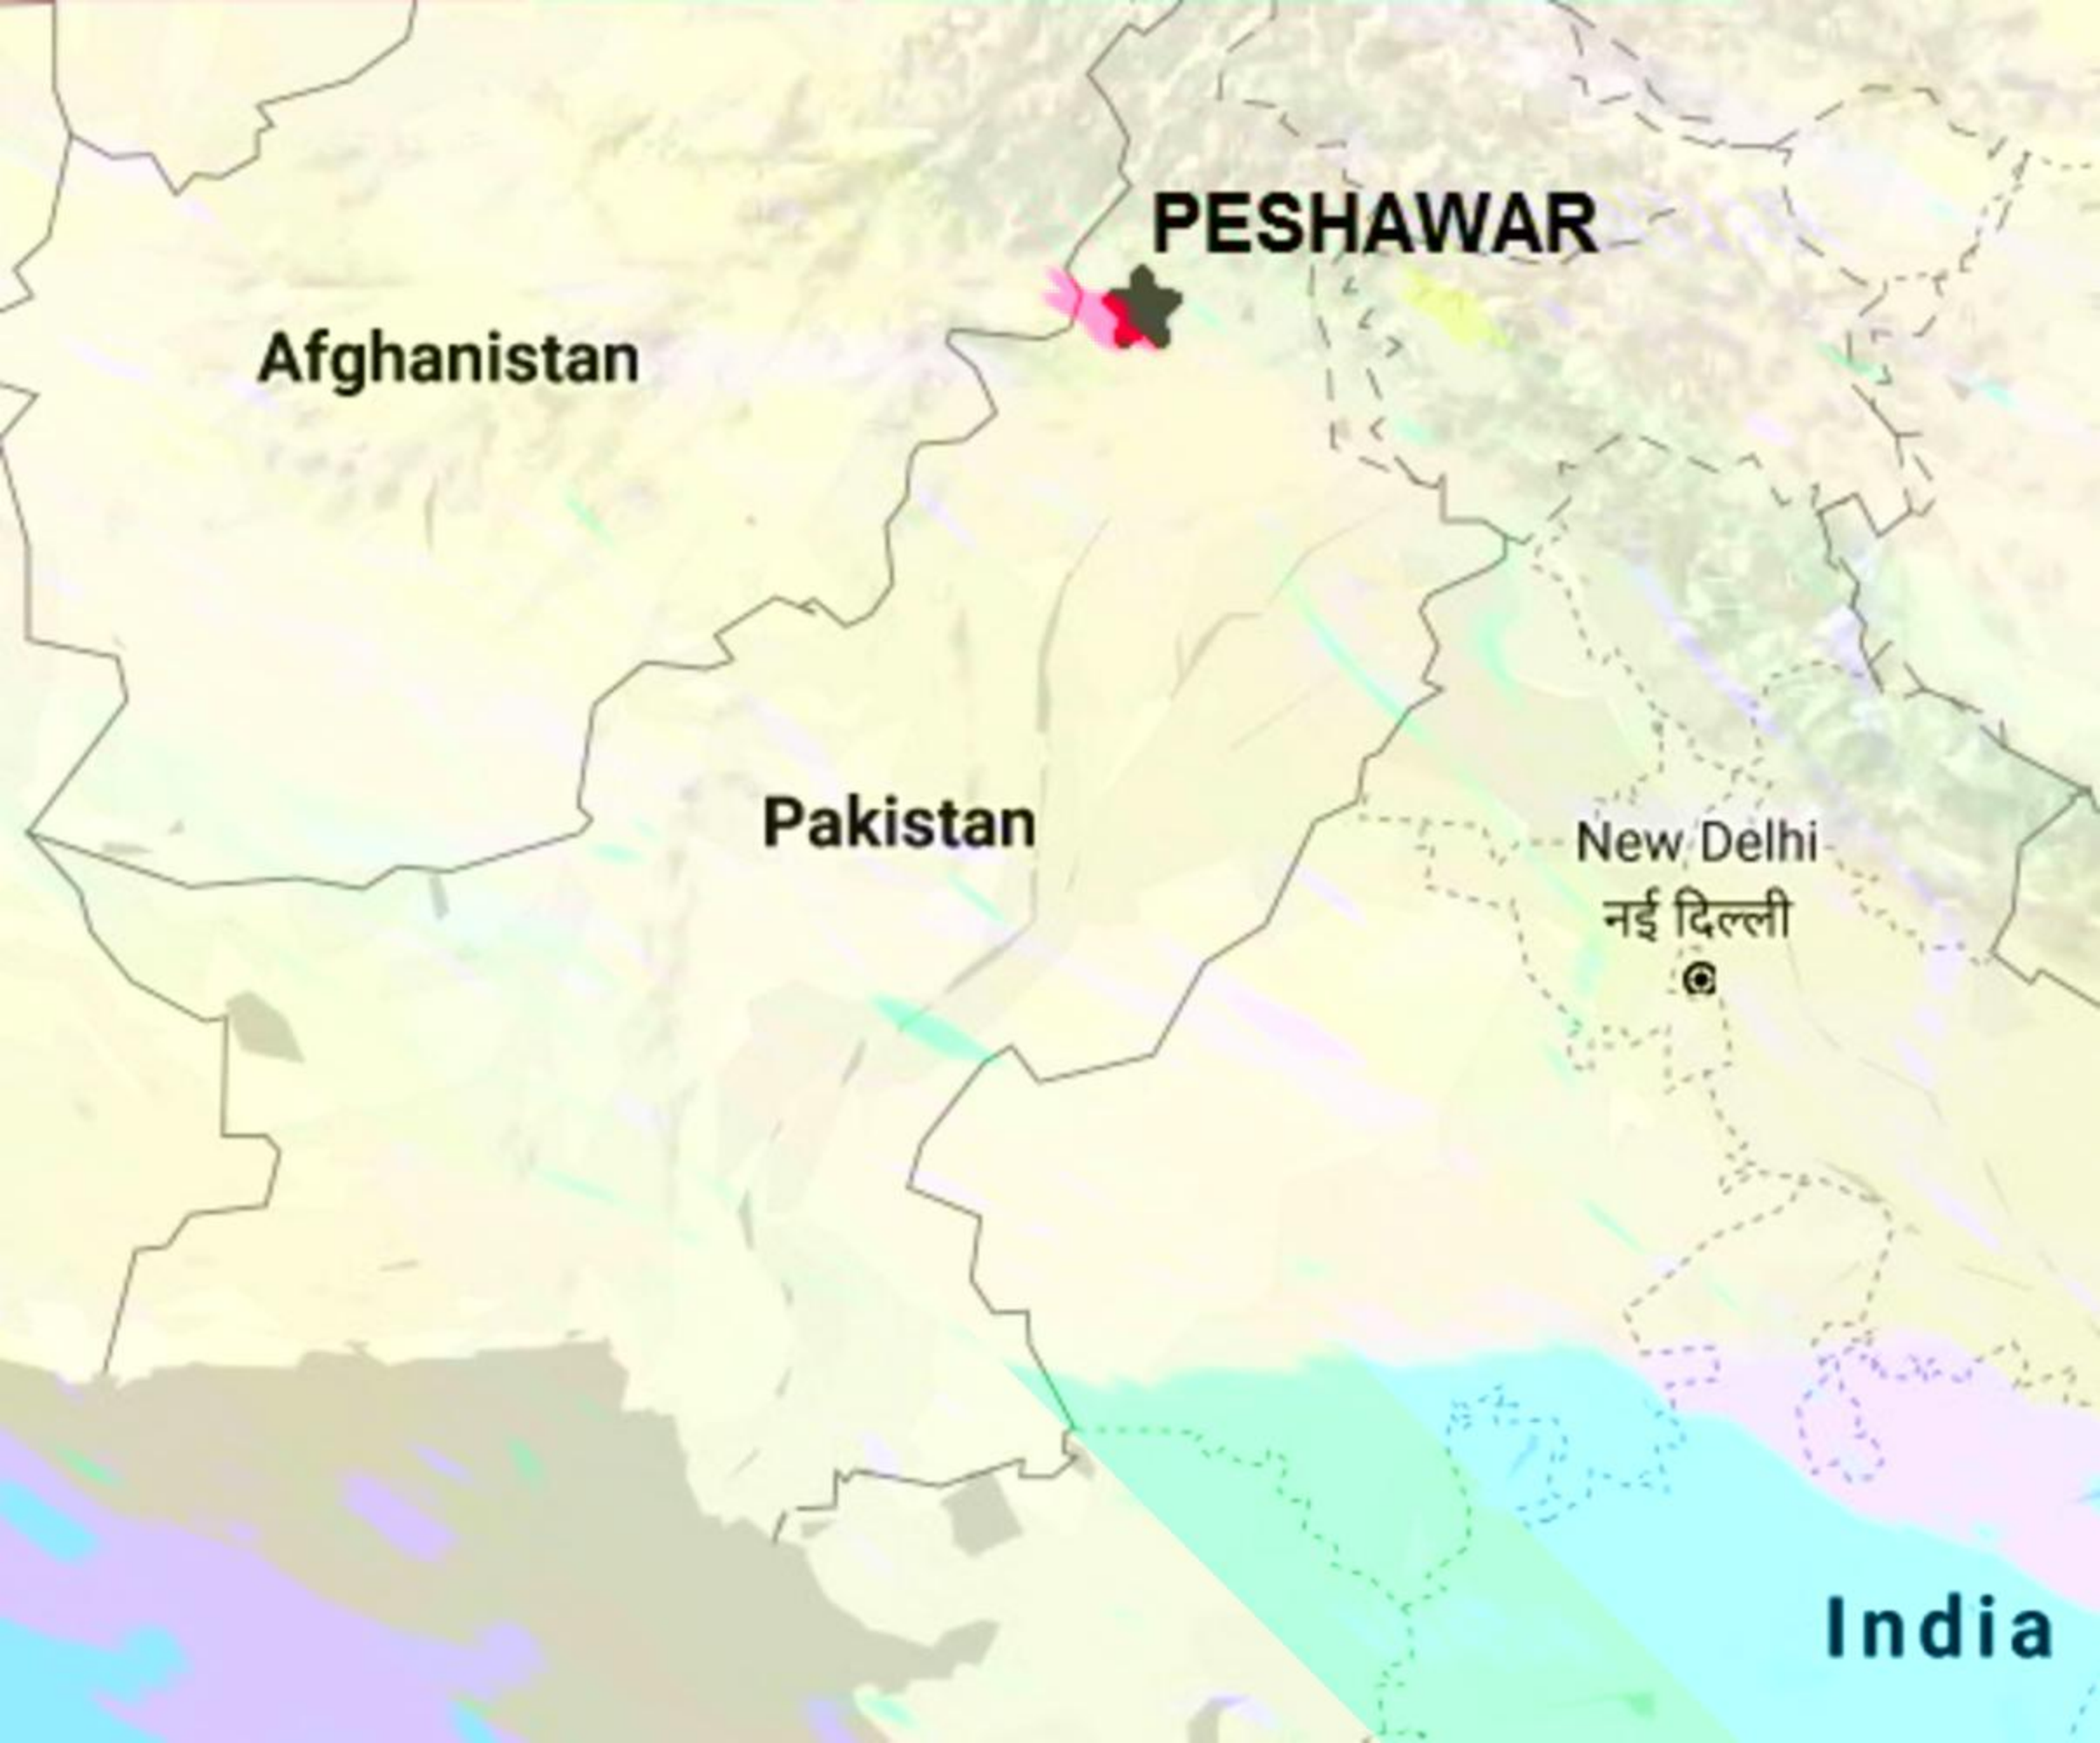 PESHAWAR
Afghanistan
Pakistan
New Delhi
नई दिल्ली
India